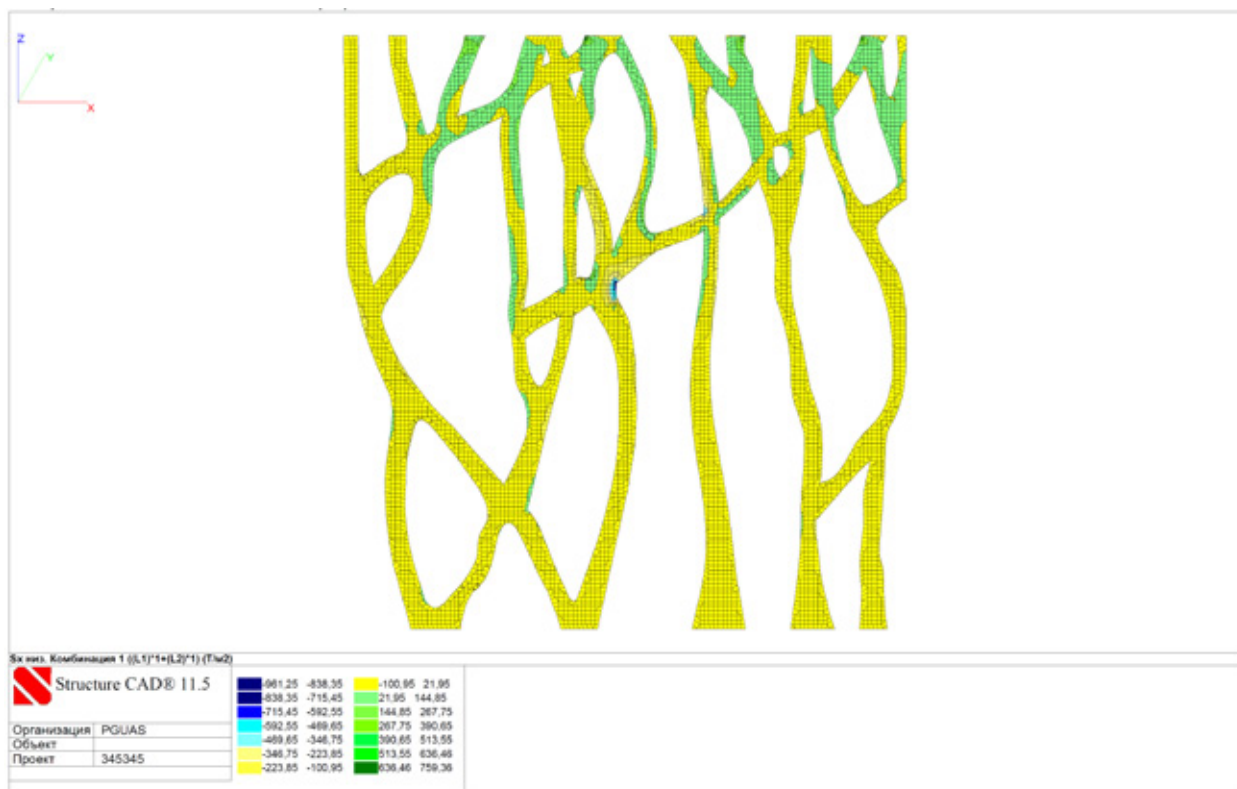 Z
Y
X
Sx низ. Комбинация 1 ((L1)*1+(L2)*1) (Т/м2)
Structure CAD® 11.5
Организация PGUAS
Объект
Проект 345345
-961,25 -838,35 -100,95 21,95
-838,35 -715,45 21,95 144,85
-715,45 -592,55 144,85 267,75
-592,55 -469,65 267,75 390,65
-469,65 -346,75 390,65 513,55
-346,75 -223,85 513,55 636,46
-223,85 -100,95 636,46 759,36